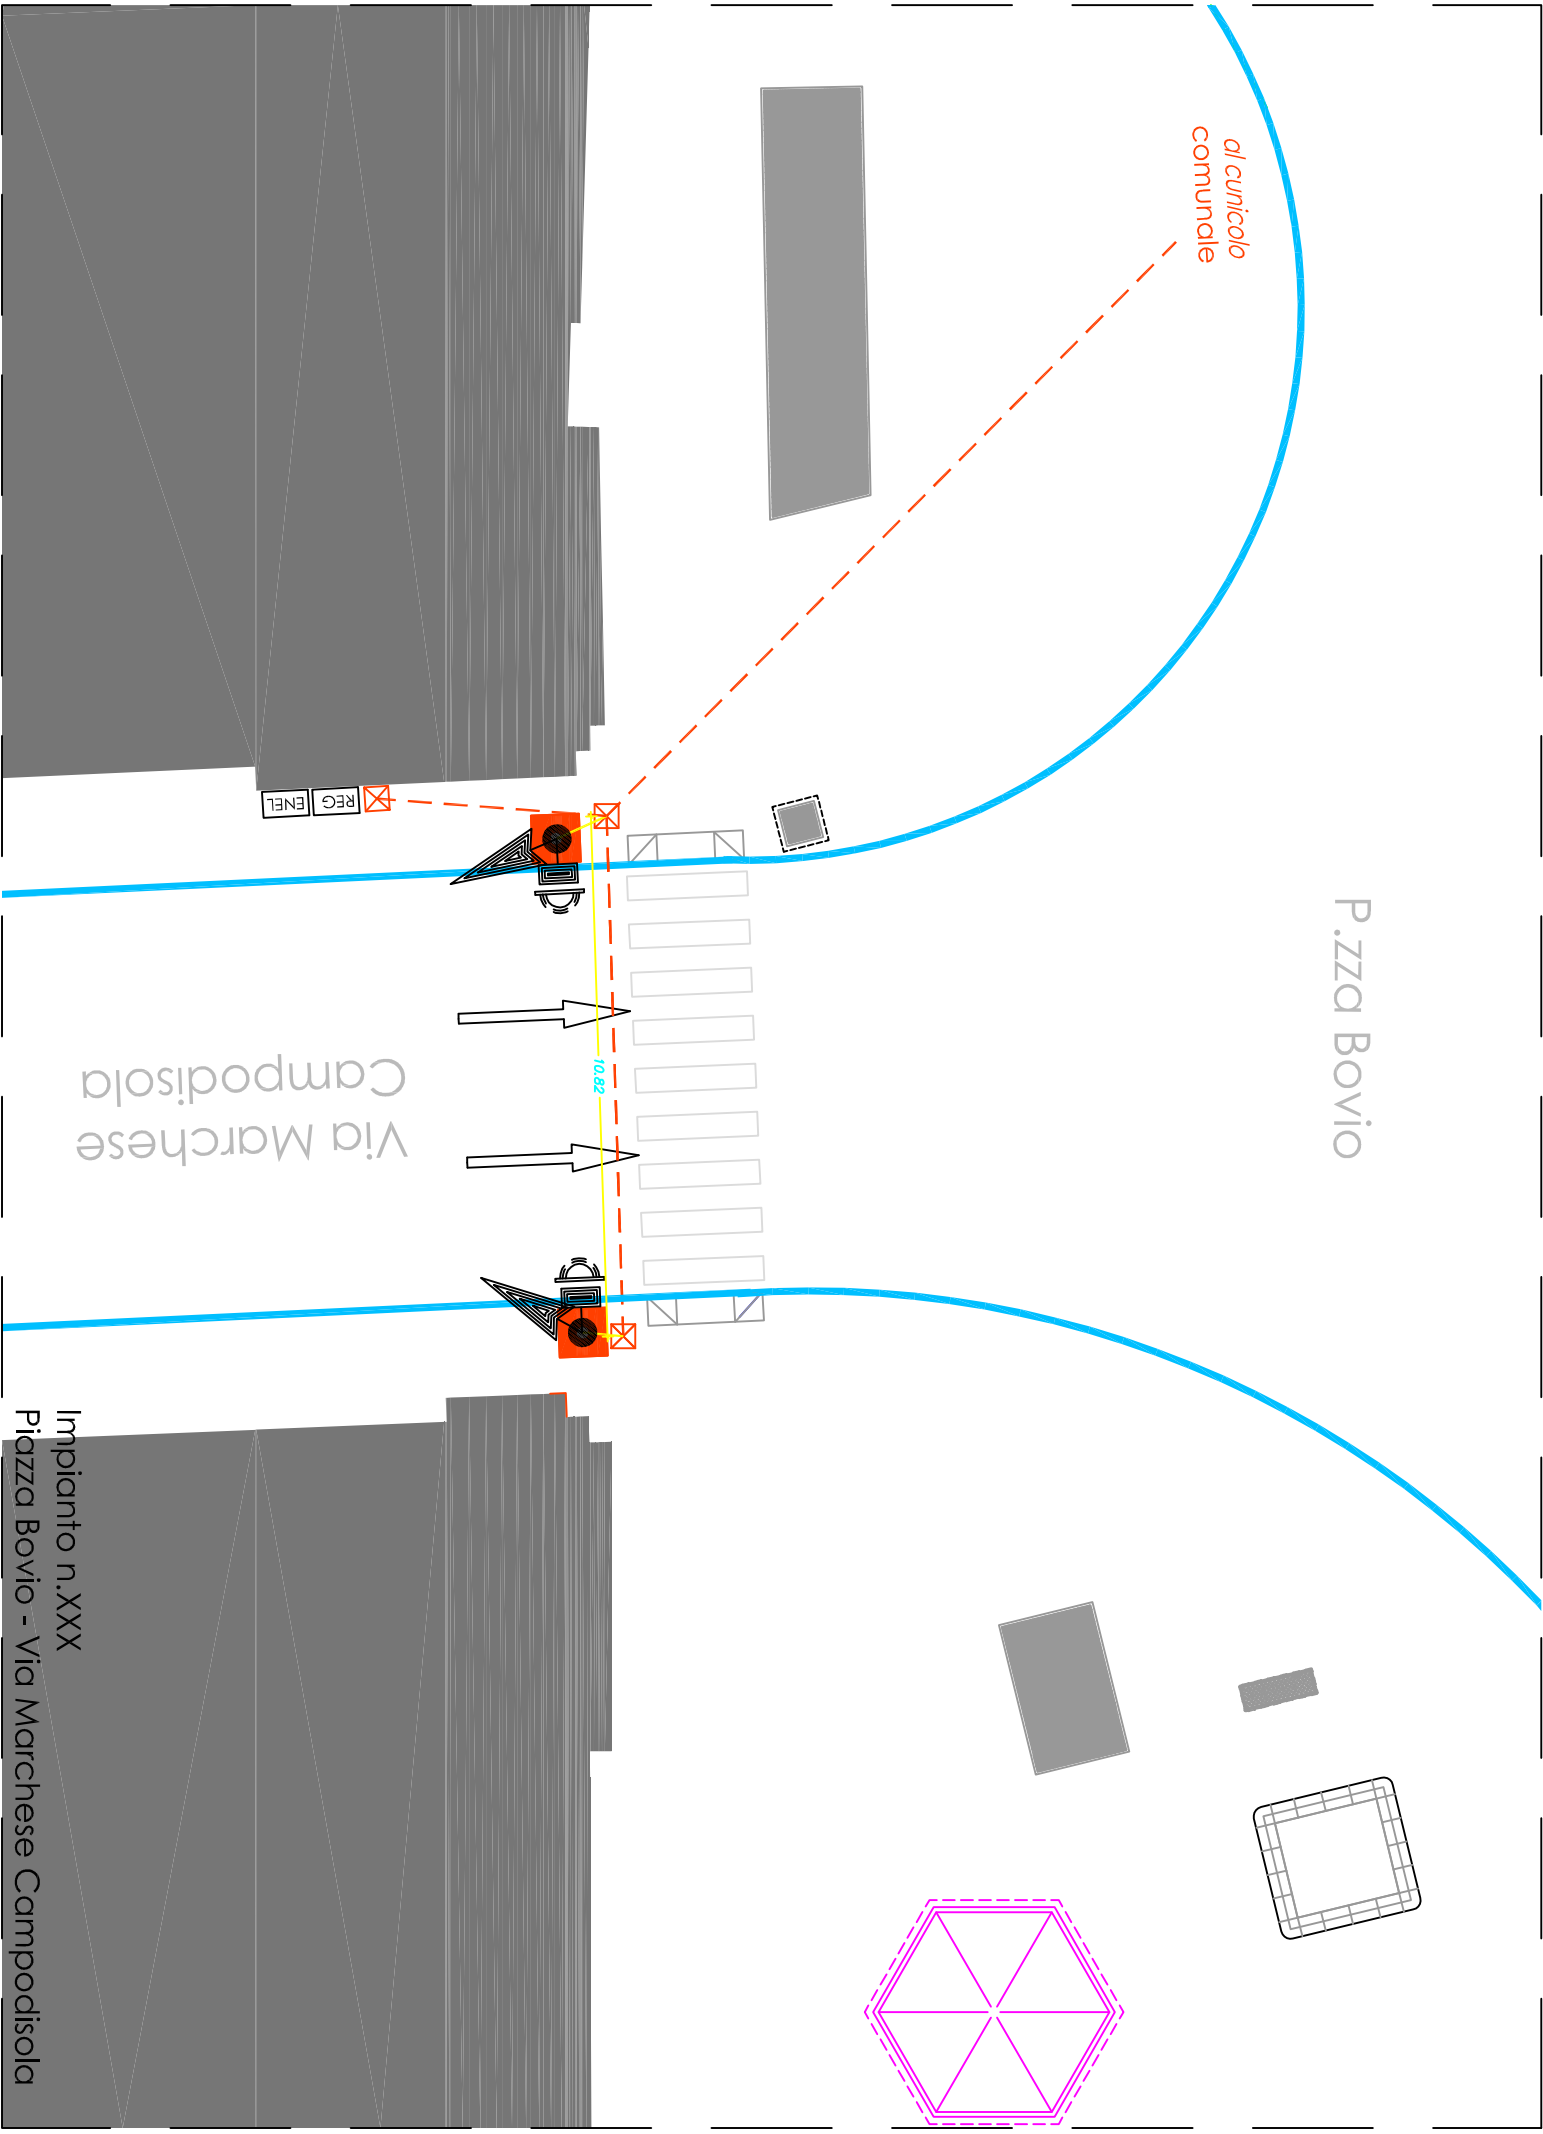 al cunicolo
comunale
ENEL
REG
P.zza Bovio
10.82
Via Marchese
Campodisola
Impianto n.XXX
Piazza Bovio - Via Marchese Campodisola